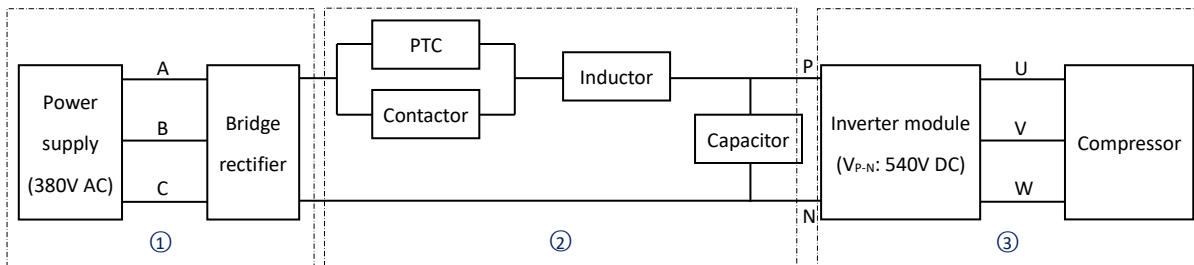 Power
supply
(380V AC)
A
B
C
Bridge
rectifier
①
PTC
Contactor
Inductor
Capacitor
②
P
N
Inverter module
(VP-N: 540V DC)
U
V
W
Compressor
③